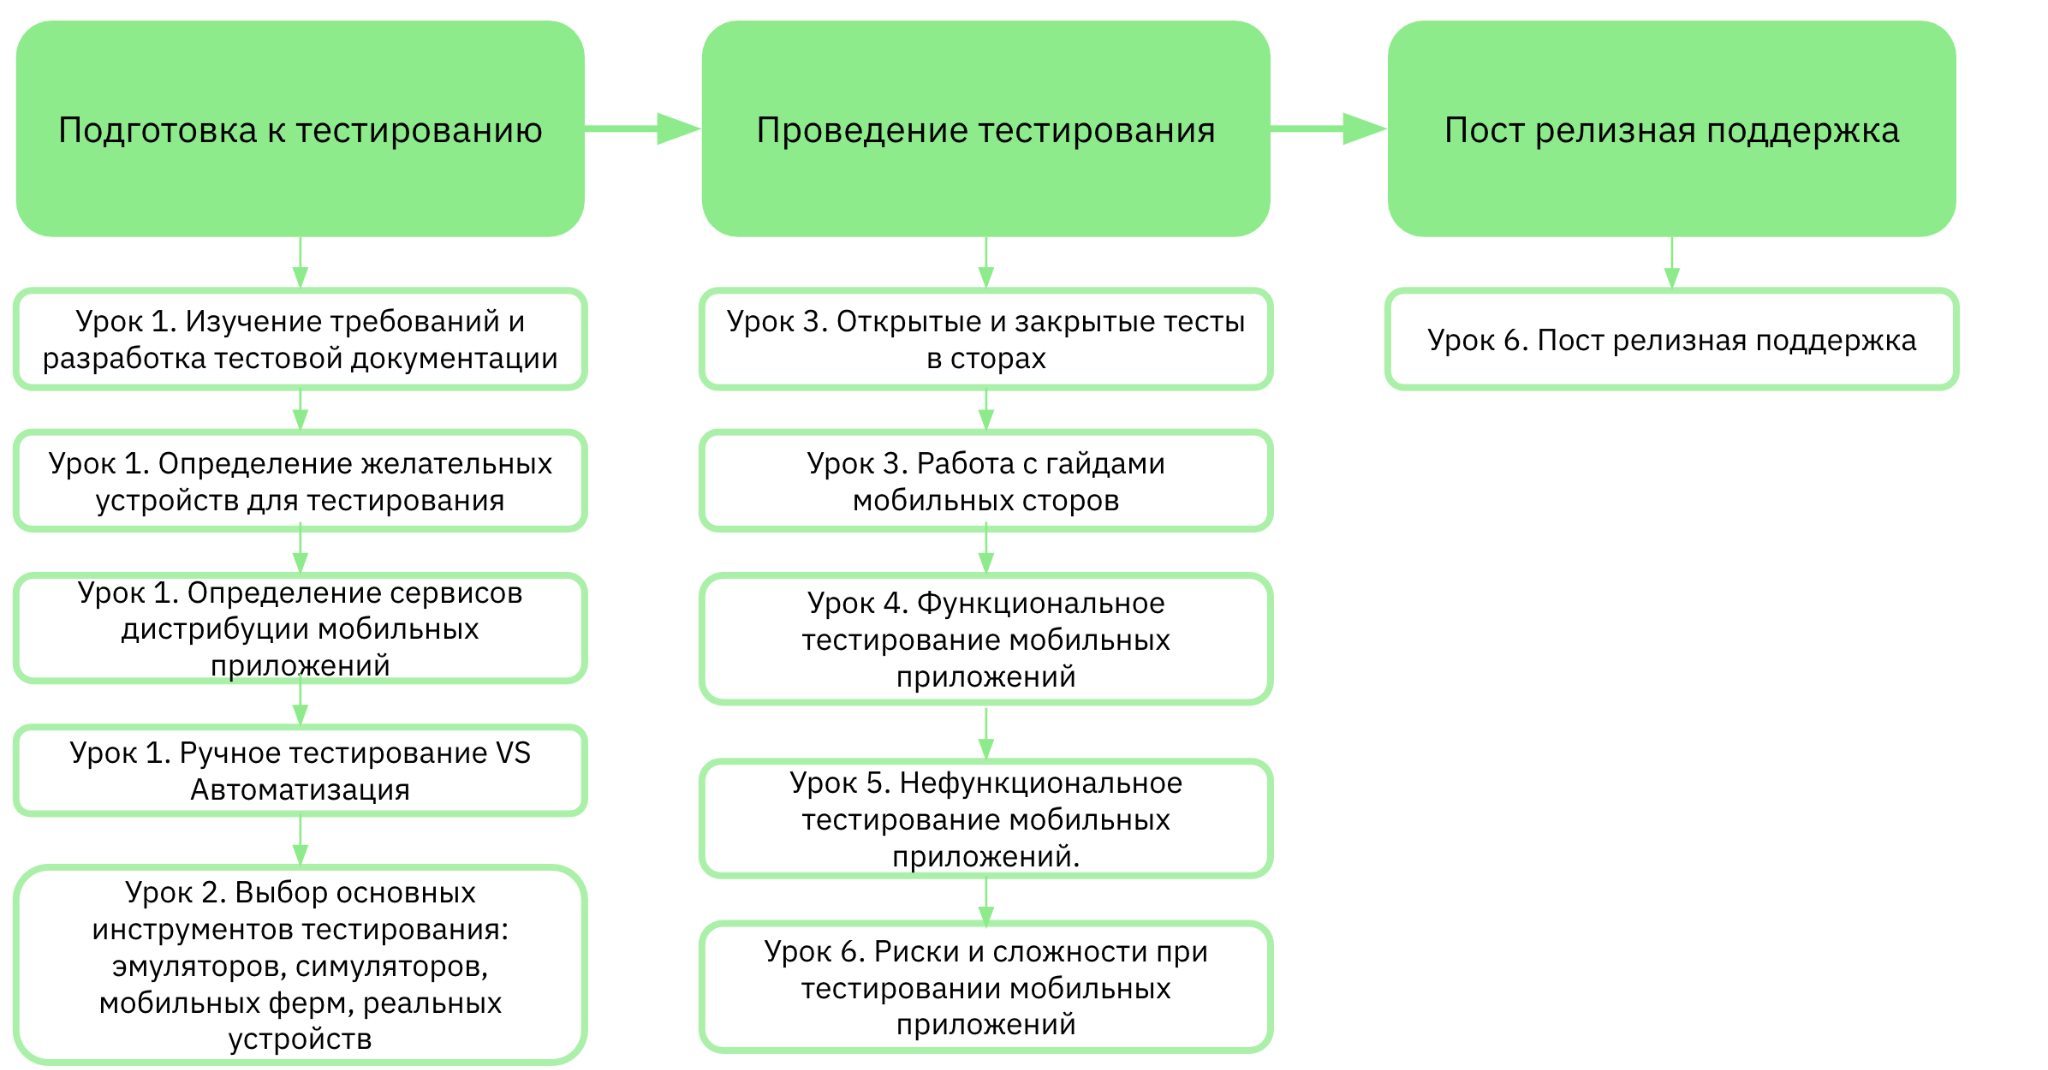 Подготовка к тестированию
Проведение тестирования
Пост релизная поддержка
Урок 1. Изучение требований и
разработка тестовой документации
Урок 1. Определение желательных
устройств для тестирования
Урок 1. Определение сервисов
дистрибуции мобильных
приложений
Урок 1. Ручное тестирование VS
Автоматизация
Урок 2. Выбор основных
инструментов тестирования:
эмуляторов, симуляторов,
мобильных ферм, реальных
устройств
Урок 3. Открытые и закрытые тесты
в сторах
Урок 3. Работа с гайдами
мобильных сторов
Урок 4. Функциональное
тестирование мобильных
приложений
Урок 5. Нефункциональное
тестирование мобильных
приложений.
Урок 6. Риски и сложности при
тестировании мобильных
приложений
Урок 6. Пост релизная поддержка